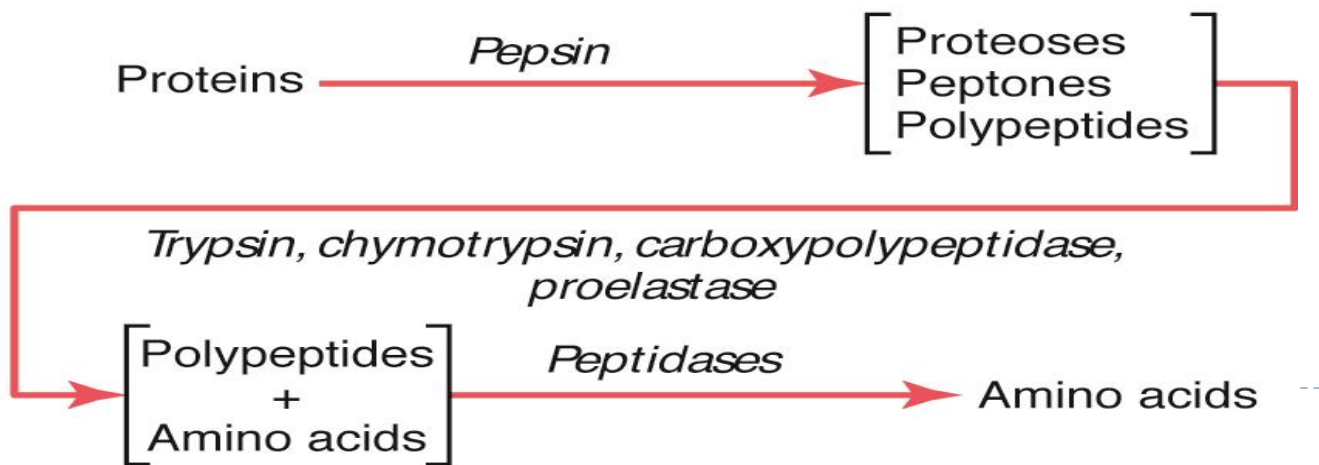 Proteins
Pepsin
Proteoses
Peptones
Polypeptides
Trypsin, chymotrypsin, carboxypolypeptidase,
proelastase
Polypeptides
+
Amino acids
Peptidases
Amino acids